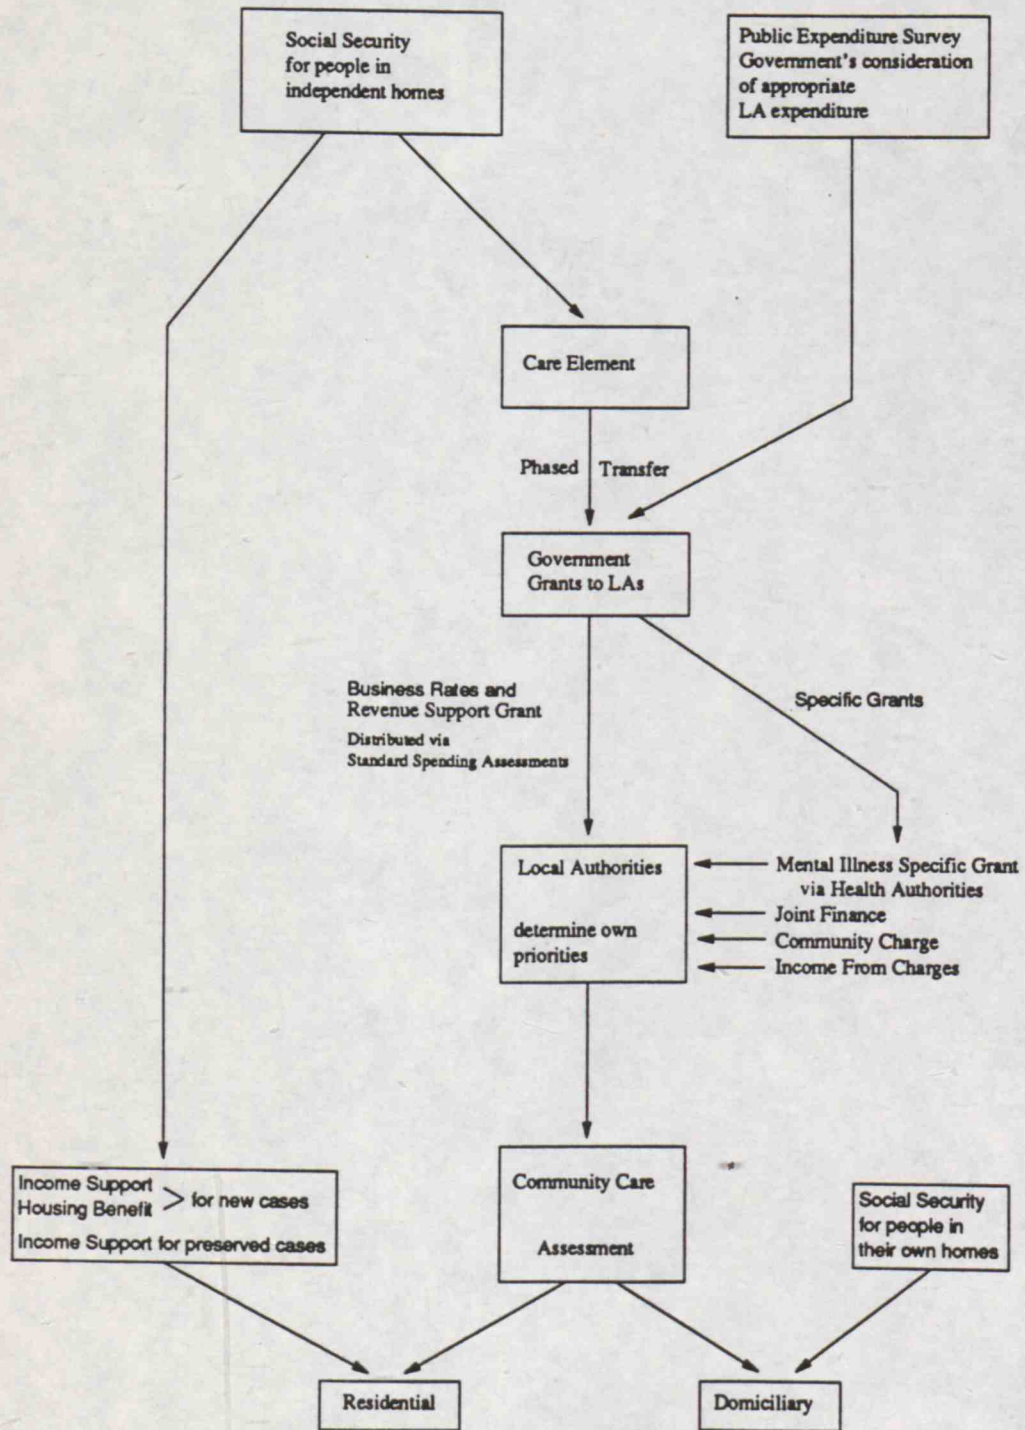 Social Security
for people in
independent homes
Public Expenditure Survey
Government's consideration
of appropriate
LA expenditure
Care Element
Phased Transfer
Government
Grants to LAs
Business Rates and
Revenue Support Grant
Distributed via
Standard Spending Assessments
Specific Grants
Local Authorities
determine own
priorities
Mental Illness Specific Grant
via Health Authorities
Joint Finance
Community Charge
Income From Charges
Income Support
Housing Benefit > for new cases
Income Support for preserved cases
Community Care
Assessment
Social Security
for people in
their own homes
Residential
Domiciliary